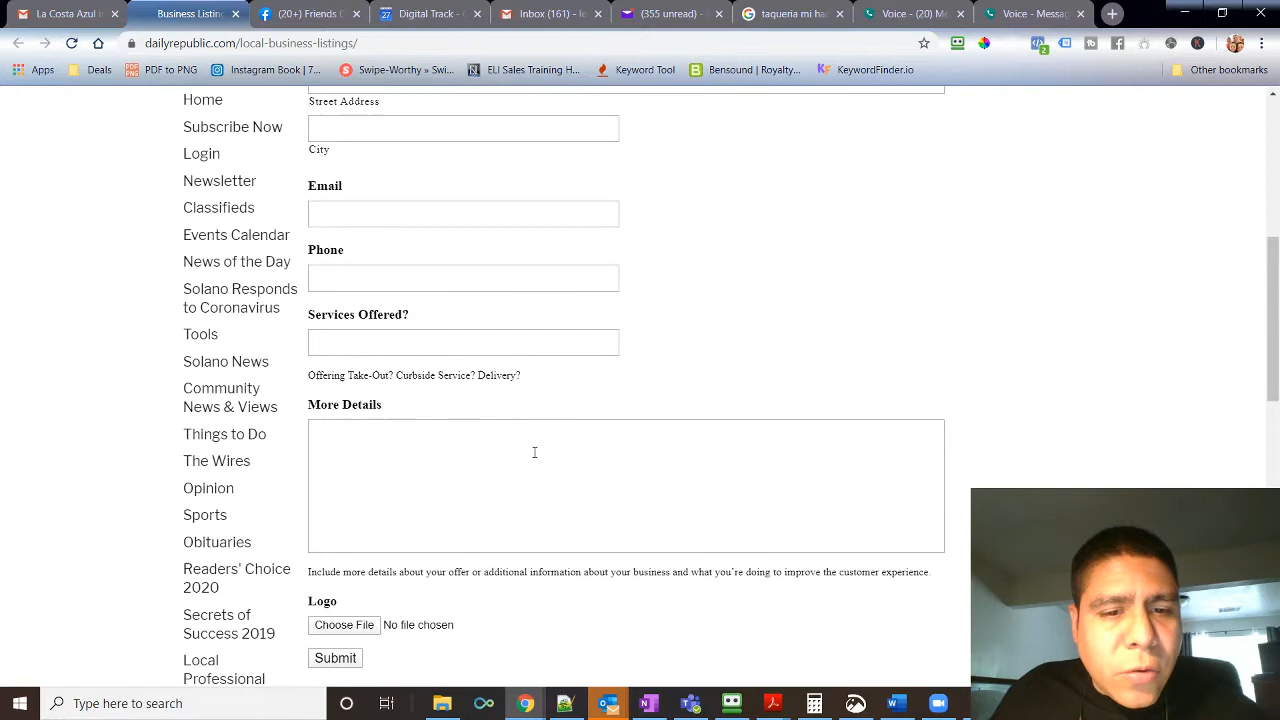 La Costa Azul i
Business Listin
(20+) Friends C
Digital Track - C
Inbox (161) - le
(355 unread) -
taqueria mi ha
Voice - (20) Me
Voice - Messag
dailyrepublic.com/local-business-listings/
2
Apps
Deals
PDF to PNG
Instagram Book | 7...
Swipe-Worthy » Swi...
ELI Sales Training H...
Keyword Tool
Bensound | Royalty...
KeywordFinder.io
Other bookmarks
Home
Subscribe Now
Login
Newsletter
Classifieds
Events Calendar
News of the Day
Solano Responds
to Coronavirus
Tools
Solano News
Community
News & Views
Things to Do
The Wires
Opinion
Sports
Obituaries
Readers' Choice
2020
Secrets of
Success 2019
Local
Professional
Street Address
City
Email
Phone
Services Offered?
Offering Take-Out? Curbside Service? Delivery?
More Details
Include more details about your offer or additional information about your business and what you're doing to improve the customer experience.
Logo
Choose File No file chosen
Submit
Type here to search